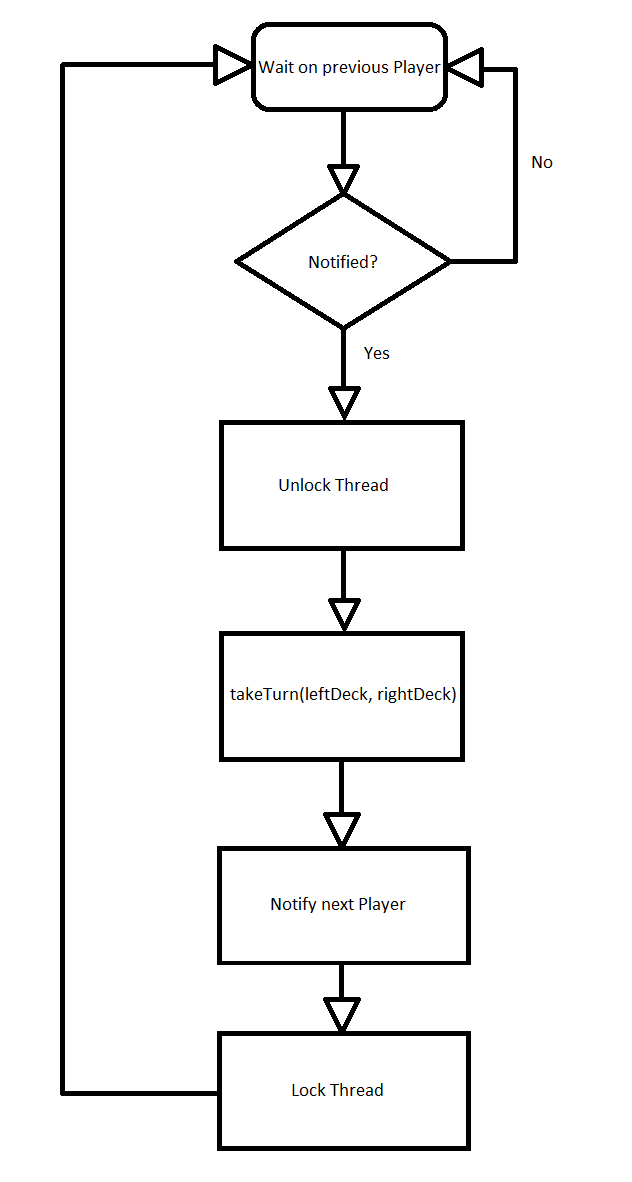 Wait on previous Player
No
Notified?
Yes
Unlock Thread
takeTurn(leftDeck, rightDeck)
Notify next Player
Lock Thread